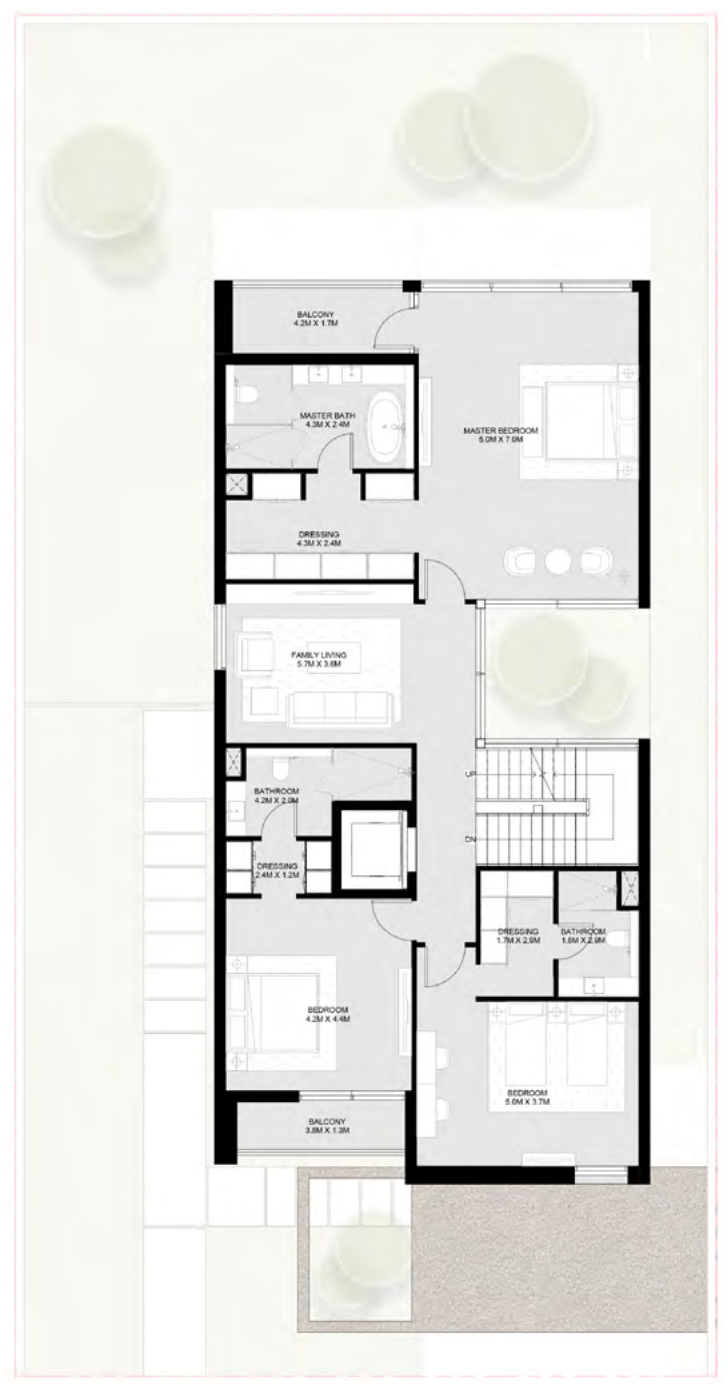 BALCONY
4.2M X 1.7M
MASTER BATH
4.3M X 2.4M
MASTER BEDROOM
5.0M X 7.0M
DRESSING
4.3M X 2.4M
FAMILY LIVING
5.7M X 3.6M
UP
BATHROOM
4.2M X 2.0M
DN
DRESSING
2.4M X 1.2M
DRESSING
1.7M X 2.9M
BATHROOM
1.8M X 2.9M
BEDROOM
4.2M X 4.4M
BEDROOM
5.0M X 3.7M
BALCONY
3.8M X 1.3M